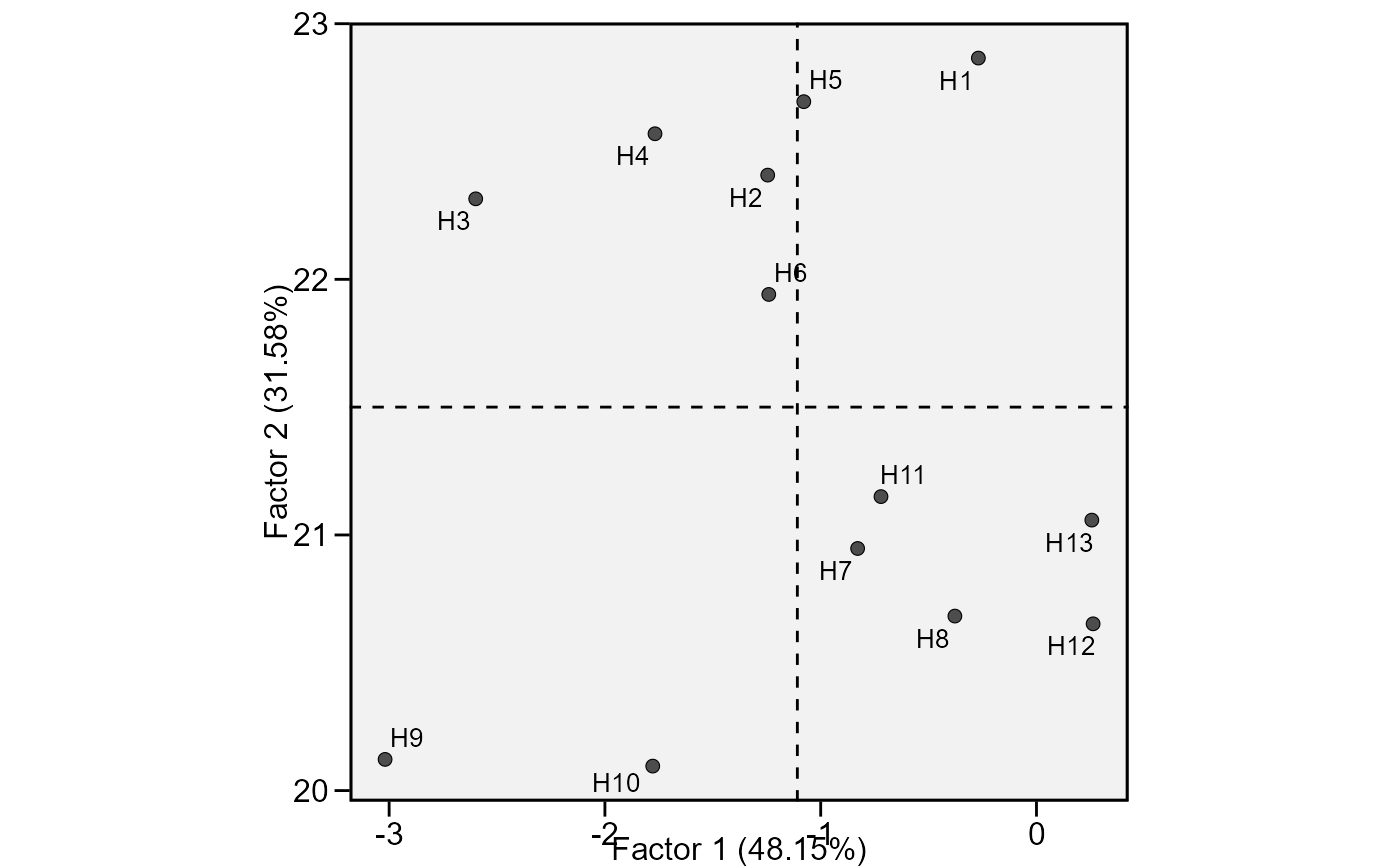 23
H5
H1
H4
H2
H3
H6
22
Factor 2 (31.58%)
H11
21
H13
H7
H8
H12
H9
H10
20
-3
-2
-1
0
Factor 1 (48.15%)